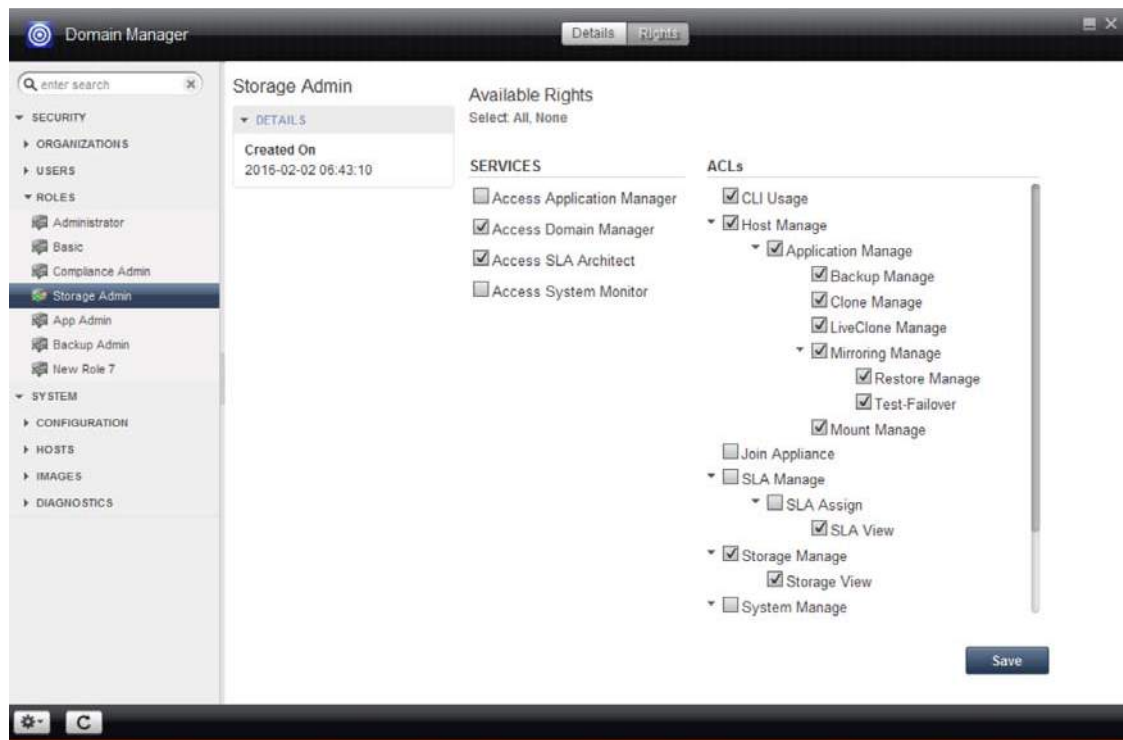 Domain Manager
Details Rights
enter search
SECURITY
ORGANIZATIONS
USERS
ROLES
Administrator
Basic
Compliance Admin
Storage Admin
App Admin
Backup Admin
New Role 7
SYSTEM
CONFIGURATION
HOSTS
IMAGES
DIAGNOSTICS
Storage Admin
DETAILS
Created On
2016-02-02 06:43:10
Available Rights
Select: All, None
SERVICES
Access Application Manager
Access Domain Manager
Access SLA Architect
Access System Monitor
ACLs
CLI Usage
Host Manage
Application Manage
Backup Manage
Clone Manage
LiveClone Manage
Mirroring Manage
Restore Manage
Test-Failover
Mount Manage
Join Appliance
SLA Manage
SLA Assign
SLA View
Storage Manage
Storage View
System Manage
Save